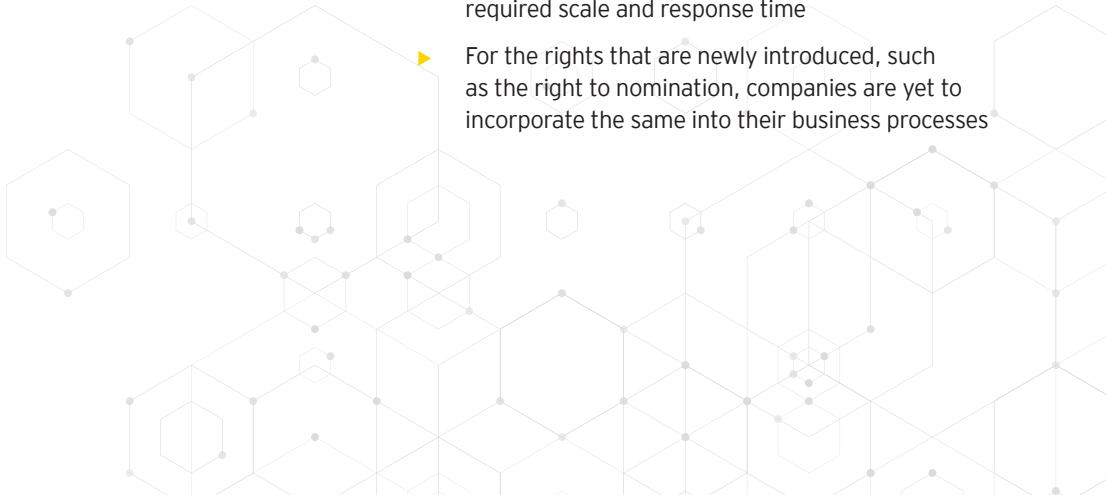 required scale and response time
For the rights that are newly introduced, such
as the right to nomination, companies are yet to
incorporate the same into their business processes